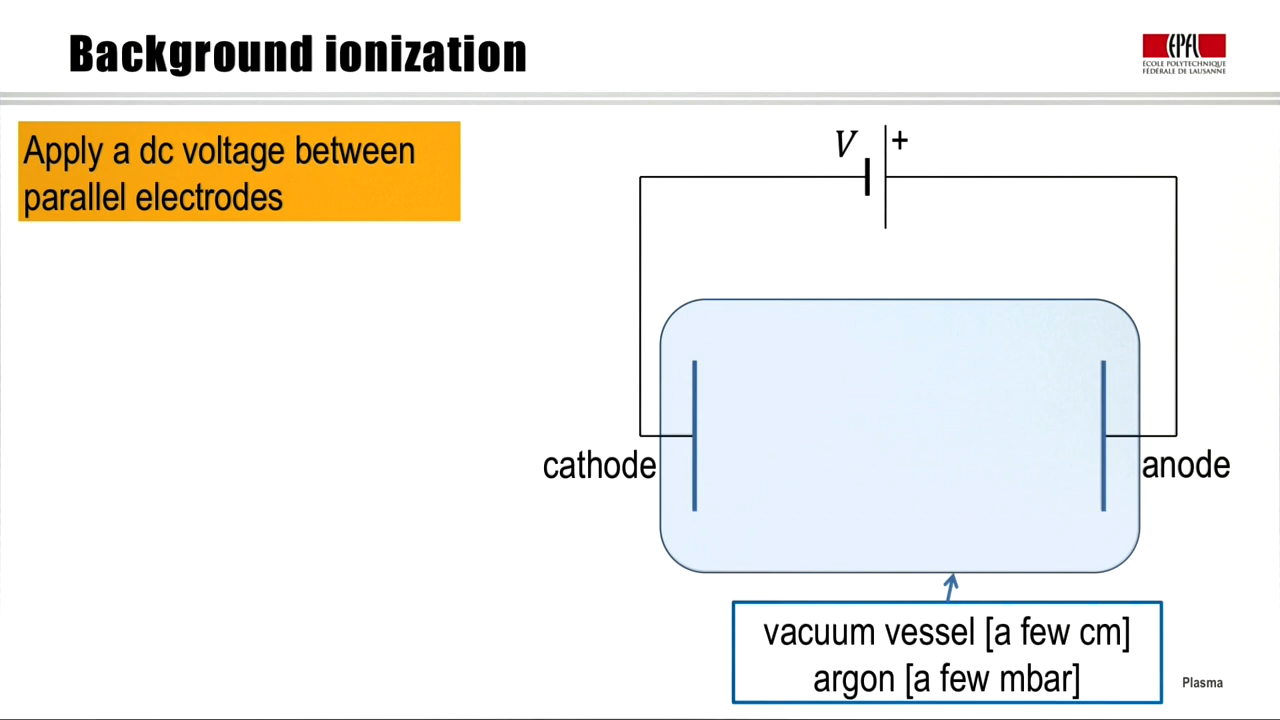 Background ionization
EPFL
ÉCOLE POLYTECHNIQUE
FÉDÉRALE DE LAUSANNE
Apply a dc voltage between
parallel electrodes
V +
cathode
anode
vacuum vessel [a few cm]
argon [a few mbar]
Plasma